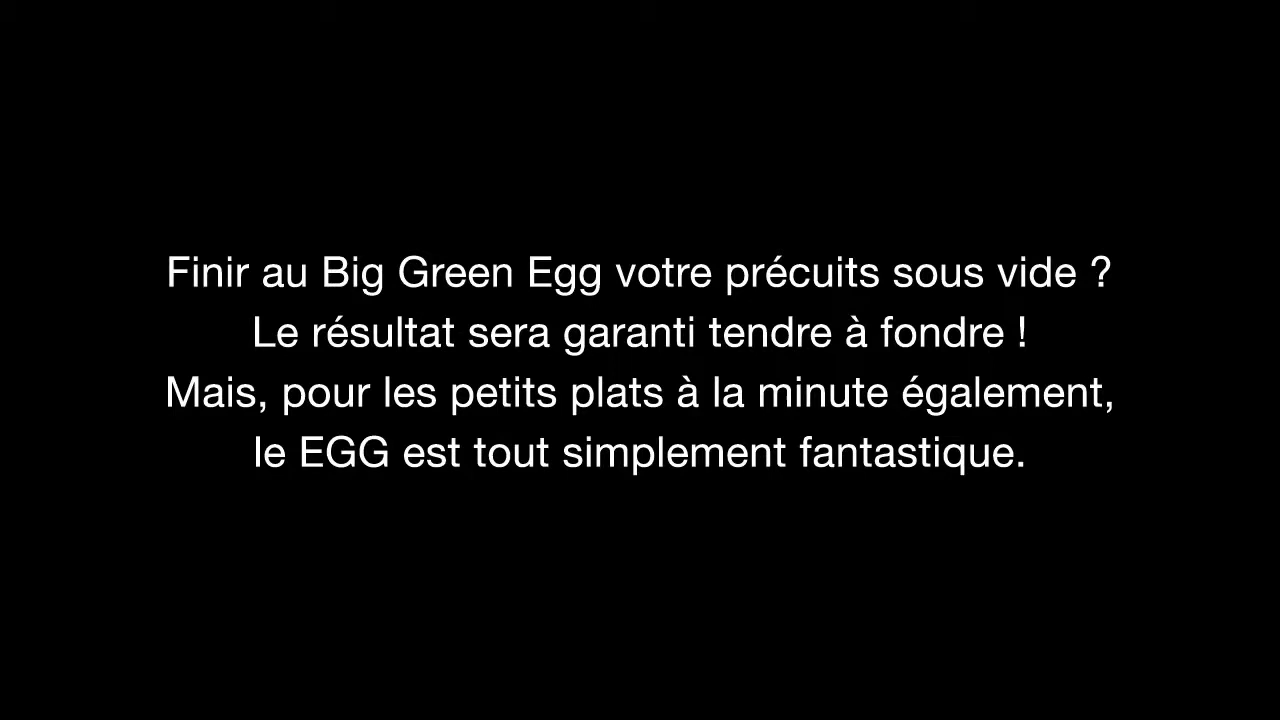 Finir au Big Green Egg votre précuits sous vide ?
Le résultat sera garanti tendre à fondre !
Mais, pour les petits plats à la minute également,
le EGG est tout simplement fantastique.